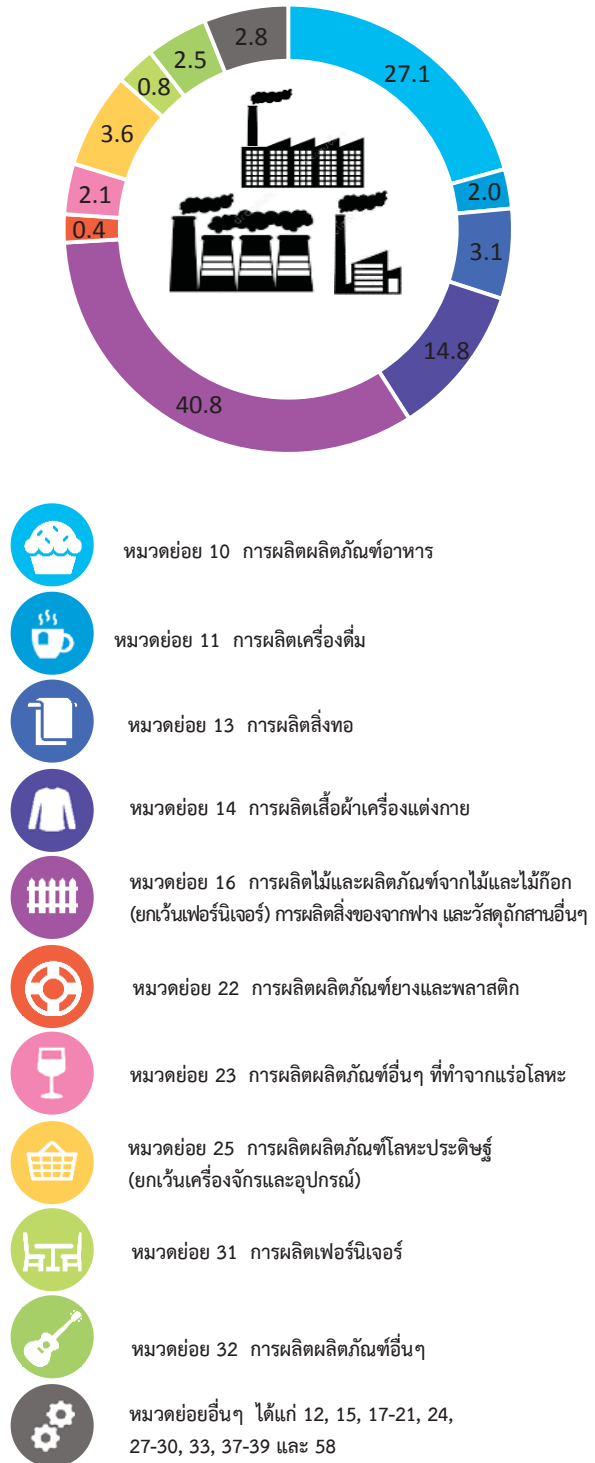 2.8
27.1
2.5
0.8
3.6
2.0
2.1
0.4
3.1
14.8
40.8
หมวดย่อย 10 การผลิตผลิตภัณฑ์อาหาร
หมวดย่อย 11 การผลิตเครื่องดื่ม
หมวดย่อย 13 การผลิตสิ่งทอ
หมวดย่อย 14 การผลิตเสื้อผ้าเครื่องแต่งกาย
หมวดย่อย 16 การผลิตไม้และผลิตภัณฑ์จากไม้และไม้ก๊อก
(ยกเว้นเฟอร์นิเจอร์) การผลิตสิ่งของจากฟาง และวัสดุถักสานอื่นๆ
หมวดย่อย 22 การผลิตผลิตภัณฑ์ยางและพลาสติก
หมวดย่อย 23 การผลิตผลิตภัณฑ์อื่นๆ ที่ทำจากแร่อโลหะ
หมวดย่อย 25 การผลิตผลิตภัณฑ์โลหะประดิษฐ์
(ยกเว้นเครื่องจักรและอุปกรณ์)
หมวดย่อย 31 การผลิตเฟอร์นิเจอร์
หมวดย่อย 32 การผลิตผลิตภัณฑ์อื่นๆ
หมวดย่อยอื่นๆ ได้แก่ 12, 15, 17-21, 24,
27-30, 33, 37-39 และ 58